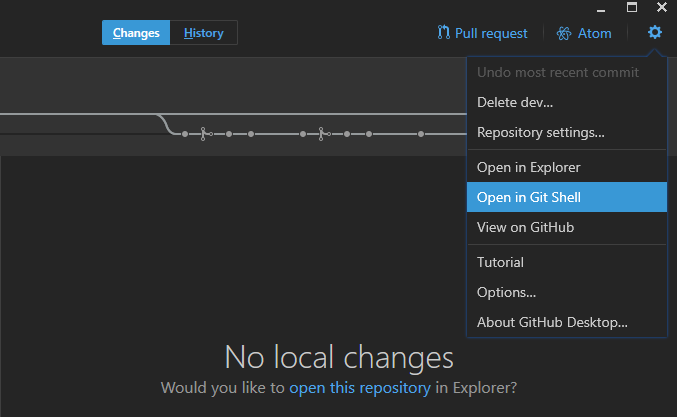 Changes History Pull request Atom
Undo most recent commit
Delete dev...
Repository settings...
Open in Explorer
Open in Git Shell
View on GitHub
Tutorial
Options...
About GitHub Desktop...
No local changes
Would you like to open this repository in Explorer?